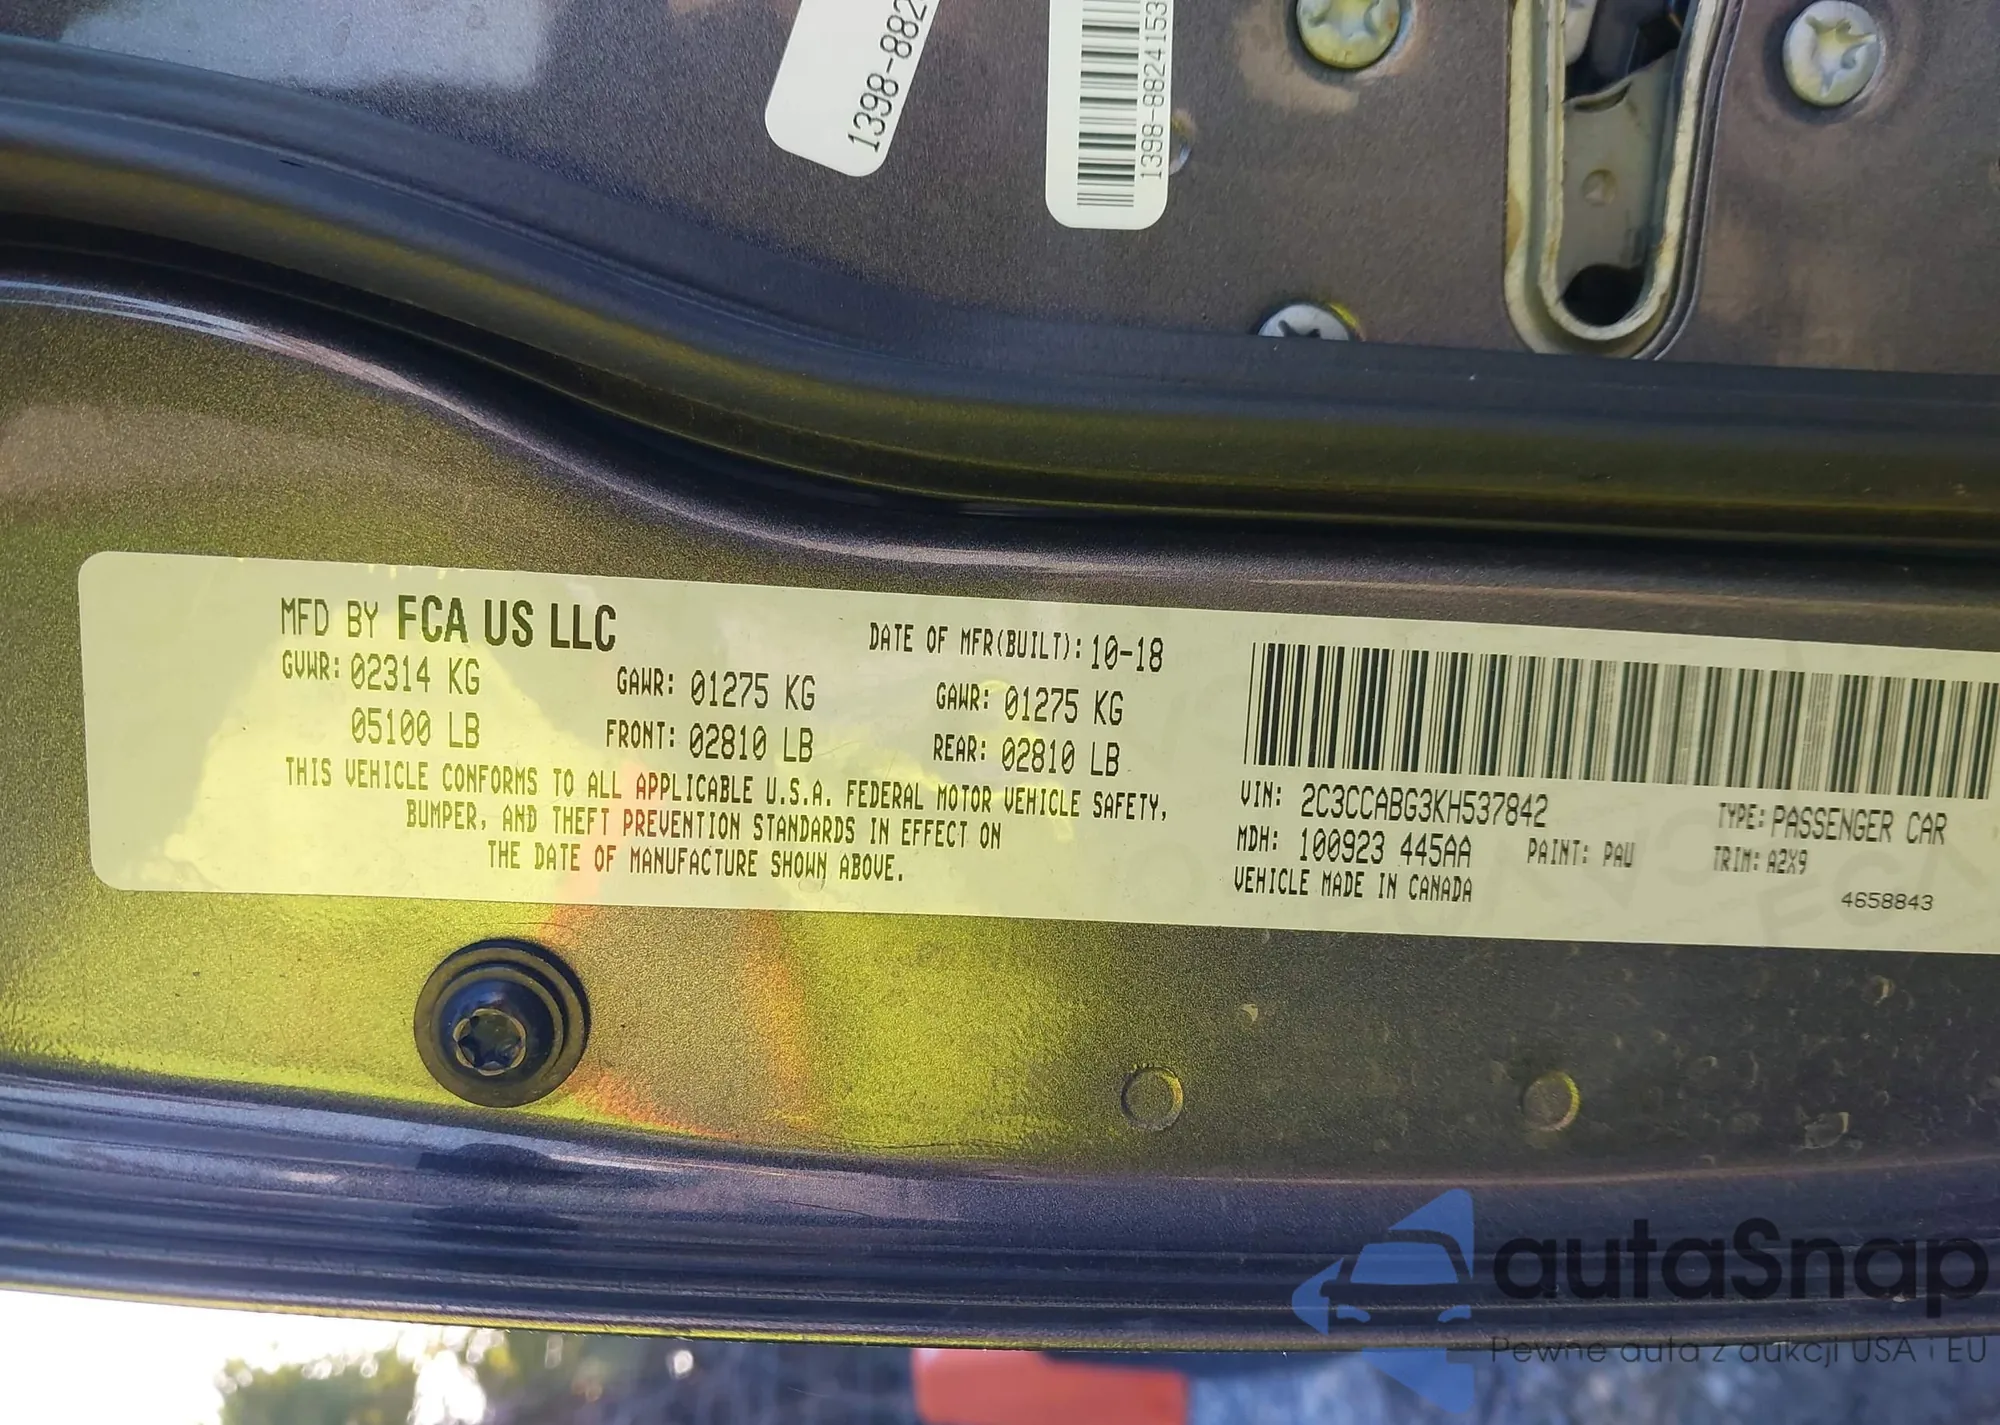 1398-882
1398-8824153
MFD BY FCA US LLC
DATE OF MFR(BUILT): 10-18
GVWR: 02314 KG
GAWR: 01275 KG
GAWR: 01275 KG
05100 LB
FRONT: 02810 LB
REAR: 02810 LB
THIS VEHICLE CONFORMS TO ALL APPLICABLE U.S.A. FEDERAL MOTOR VEHICLE SAFETY,
BUMPER, AND THEFT PREVENTION STANDARDS IN EFFECT ON
THE DATE OF MANUFACTURE SHOWN ABOVE.
VIN: 2C3CCABG3KH537842
TYPE: PASSENGER CAR
MDH: 100923 445AA
PAINT: PAU
TRIM: A2X9
VEHICLE MADE IN CANADA
4658843
autaSnap
Pewne auta z aukcji USA i EU